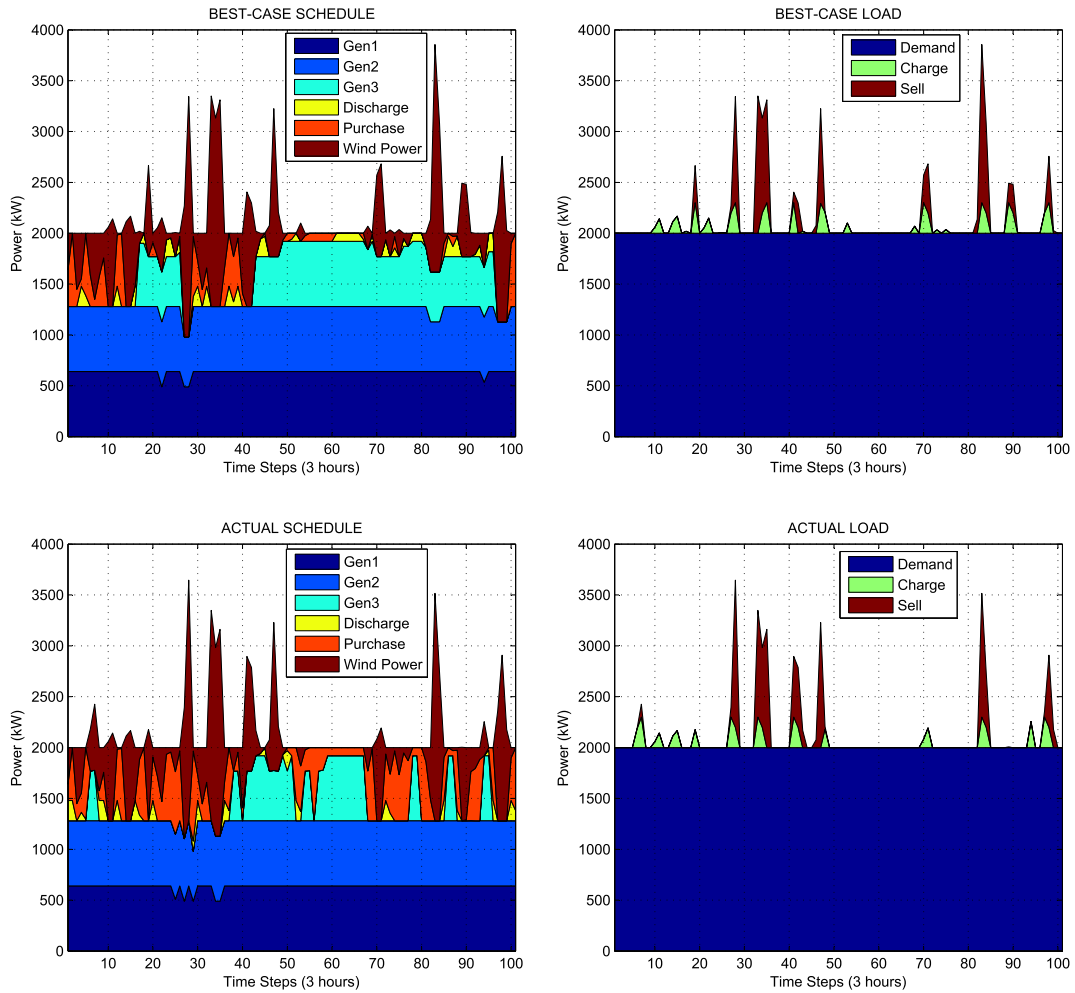 BEST-CASE SCHEDULE
4000
3500
3000
2500
2000
1500
1000
500
0
Power (kW)
Gen1
Gen2
Gen3
Discharge
Purchase
Wind Power
10 20 30 40 50 60 70 80 90 100
Time Steps (3 hours)
BEST-CASE LOAD
4000
3500
3000
2500
2000
1500
1000
500
0
Power (kW)
Demand
Charge
Sell
10 20 30 40 50 60 70 80 90 100
Time Steps (3 hours)
ACTUAL SCHEDULE
4000
3500
3000
2500
2000
1500
1000
500
0
Power (kW)
Gen1
Gen2
Gen3
Discharge
Purchase
Wind Power
10 20 30 40 50 60 70 80 90 100
Time Steps (3 hours)
ACTUAL LOAD
4000
3500
3000
2500
2000
1500
1000
500
0
Power (kW)
Demand
Charge
Sell
10 20 30 40 50 60 70 80 90 100
Time Steps (3 hours)